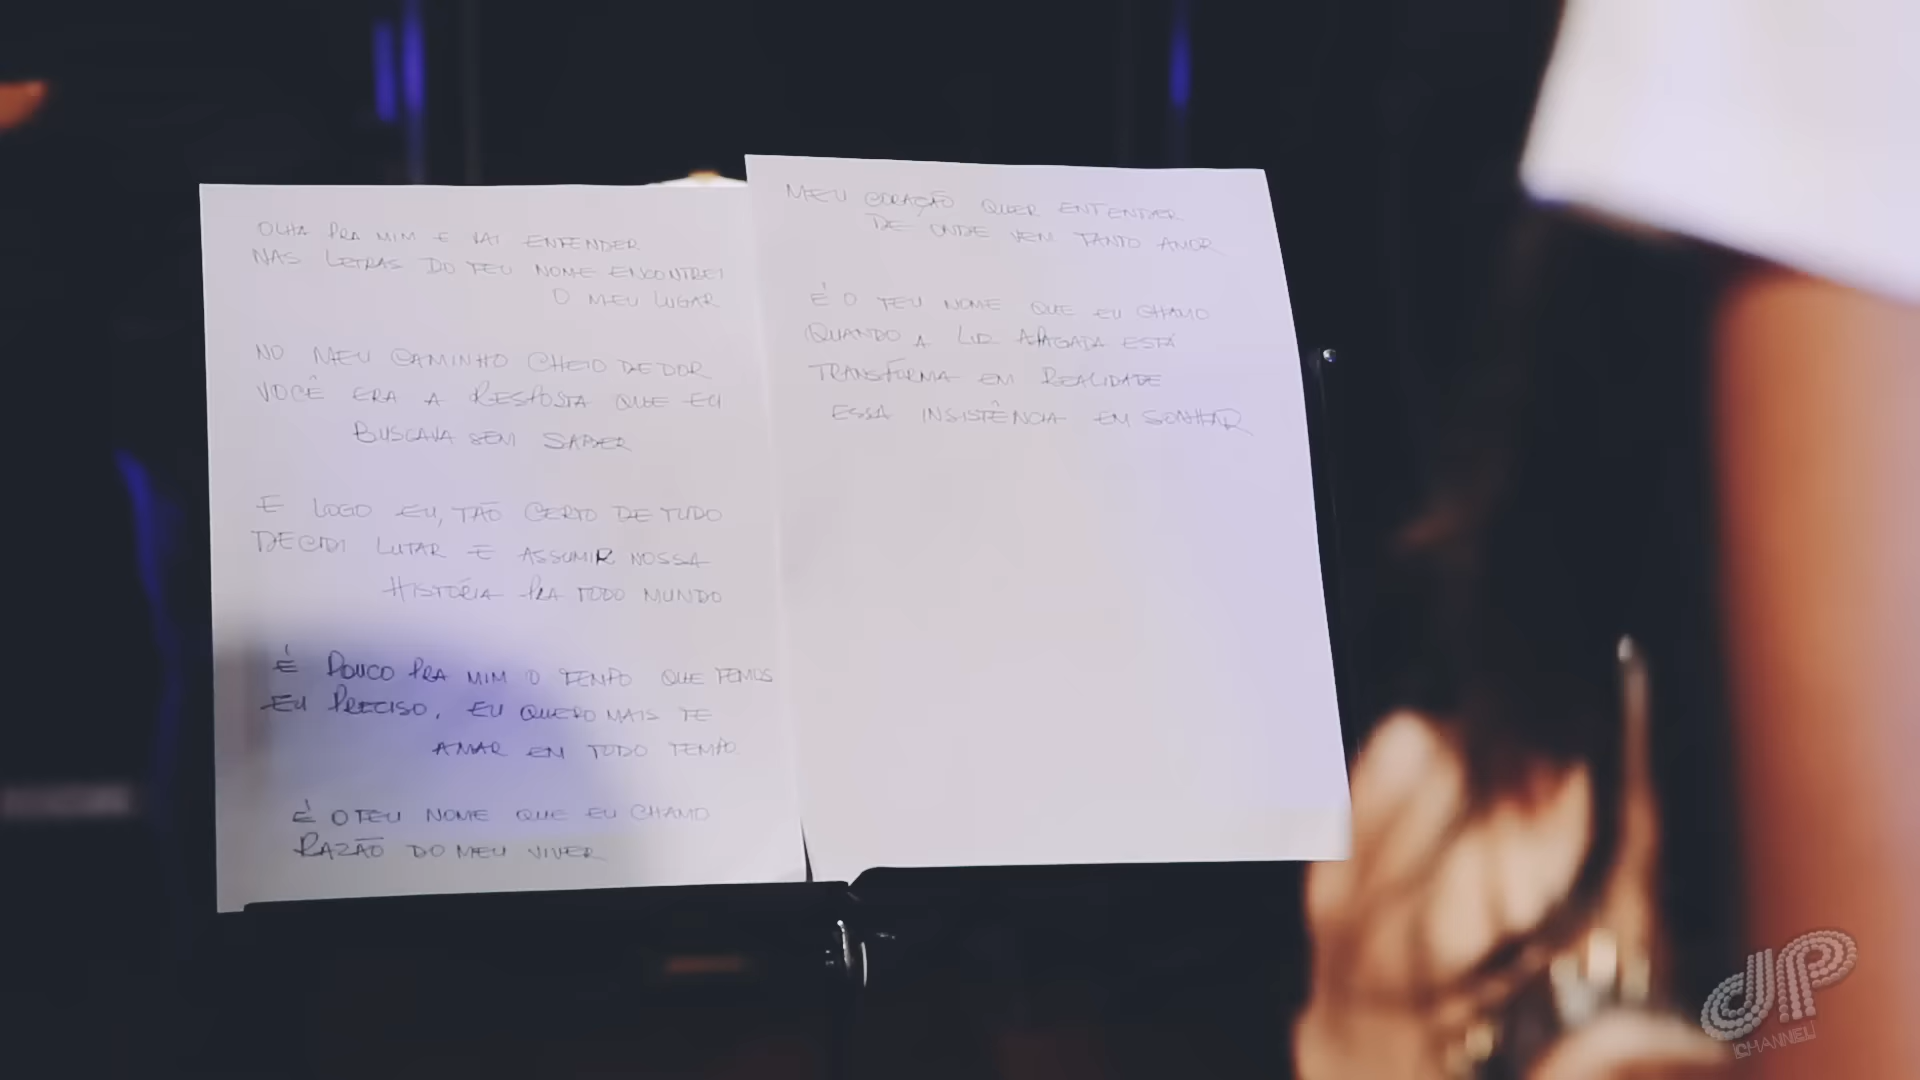 OLHA PRA MIM E VAI ENTENDER
NAS LETRAS DO TEU NOME ENCONTREI
O MEU LUGAR
NO MEU CAMINHO CHEIO DE DOR
VOCÊ ERA A RESPOSTA QUE EU
BUSCAVA SEM SABER
E LOGO EU, TÃO CERTO DE TUDO
DECIDI LUTAR E ASSUMIR NOSSA
HISTÓRIA PRA TODO MUNDO
É POUCO PRA MIM O TEMPO QUE TEMOS
EU PRECISO, EU QUERO MAIS TE
AMAR EM TODO TEMPO
É O TEU NOME QUE EU CHAMO
RAZÃO DO MEU VIVER
MEU CORAÇÃO QUER ENTENDER
DE ONDE VEM TANTO AMOR
É O TEU NOME QUE EU CHAMO
QUANDO A LUZ APAGADA ESTÁ
TRANSFORMA EM REALIDADE
ESSA INSISTÊNCIA EM SONHAR
JP
CHANNEL